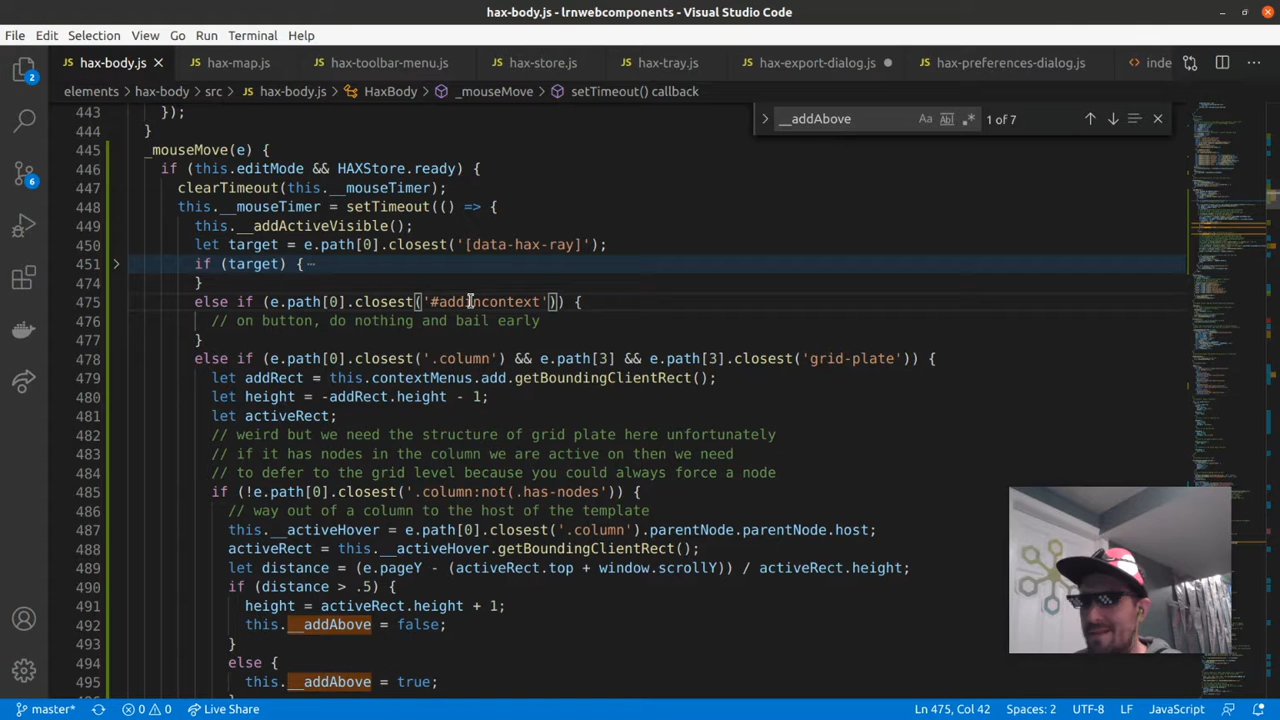 hax-body.js - lrnwebcomponents - Visual Studio Code
File Edit Selection View Go Run Terminal Help
hax-body.js hax-map.js hax-toolbar-menu.js hax-store.js hax-tray.js hax-export-dialog.js hax-preferences-dialog.js inde
elements > hax-body > src > hax-body.js > HaxBody > _mouseMove > setTimeout() callback
__addAbove Aa Abl .* 1 of 7
443 });
444 }
445 _mouseMove(e) {
446 if (this.editMode && HAXStore.ready) {
447 clearTimeout(this.__mouseTimer);
448 this.__mouseTimer = setTimeout(() => {
449 this.__addActiveVisible();
450 let target = e.path[0].closest('[data-hax-ray]');
451 if (target) { ⋯
474 }
475 else if (e.path[0].closest('#addincontext')) {
476 // on button, do nothing and bail early
477 }
478 else if (e.path[0].closest('.column') && e.path[3] && e.path[3].closest('grid-plate')) {
479 let addRect = this.contextMenus.add.getBoundingClientRect();
480 let height = -addRect.height - 1;
481 let activeRect;
482 // weird but we need the structure of grid plate here unfortunately
483 // if it has nodes in the column we are active on then we need
484 // to defer to the grid level because you could always force a node
485 if (!e.path[0].closest('.column:not(.has-nodes')) {
486 // way out of a column to the host of the template
487 this.__activeHover = e.path[0].closest('.column').parentNode.parentNode.host;
488 activeRect = this.__activeHover.getBoundingClientRect();
489 let distance = (e.pageY - (activeRect.top + window.scrollY)) / activeRect.height;
490 if (distance > .5) {
491 height = activeRect.height + 1;
492 this.__addAbove = false;
493 }
494 else {
495 this.__addAbove = true;
2
6
master* 0 0 Live Share Ln 475, Col 42 Spaces: 2 UTF-8 LF JavaScript